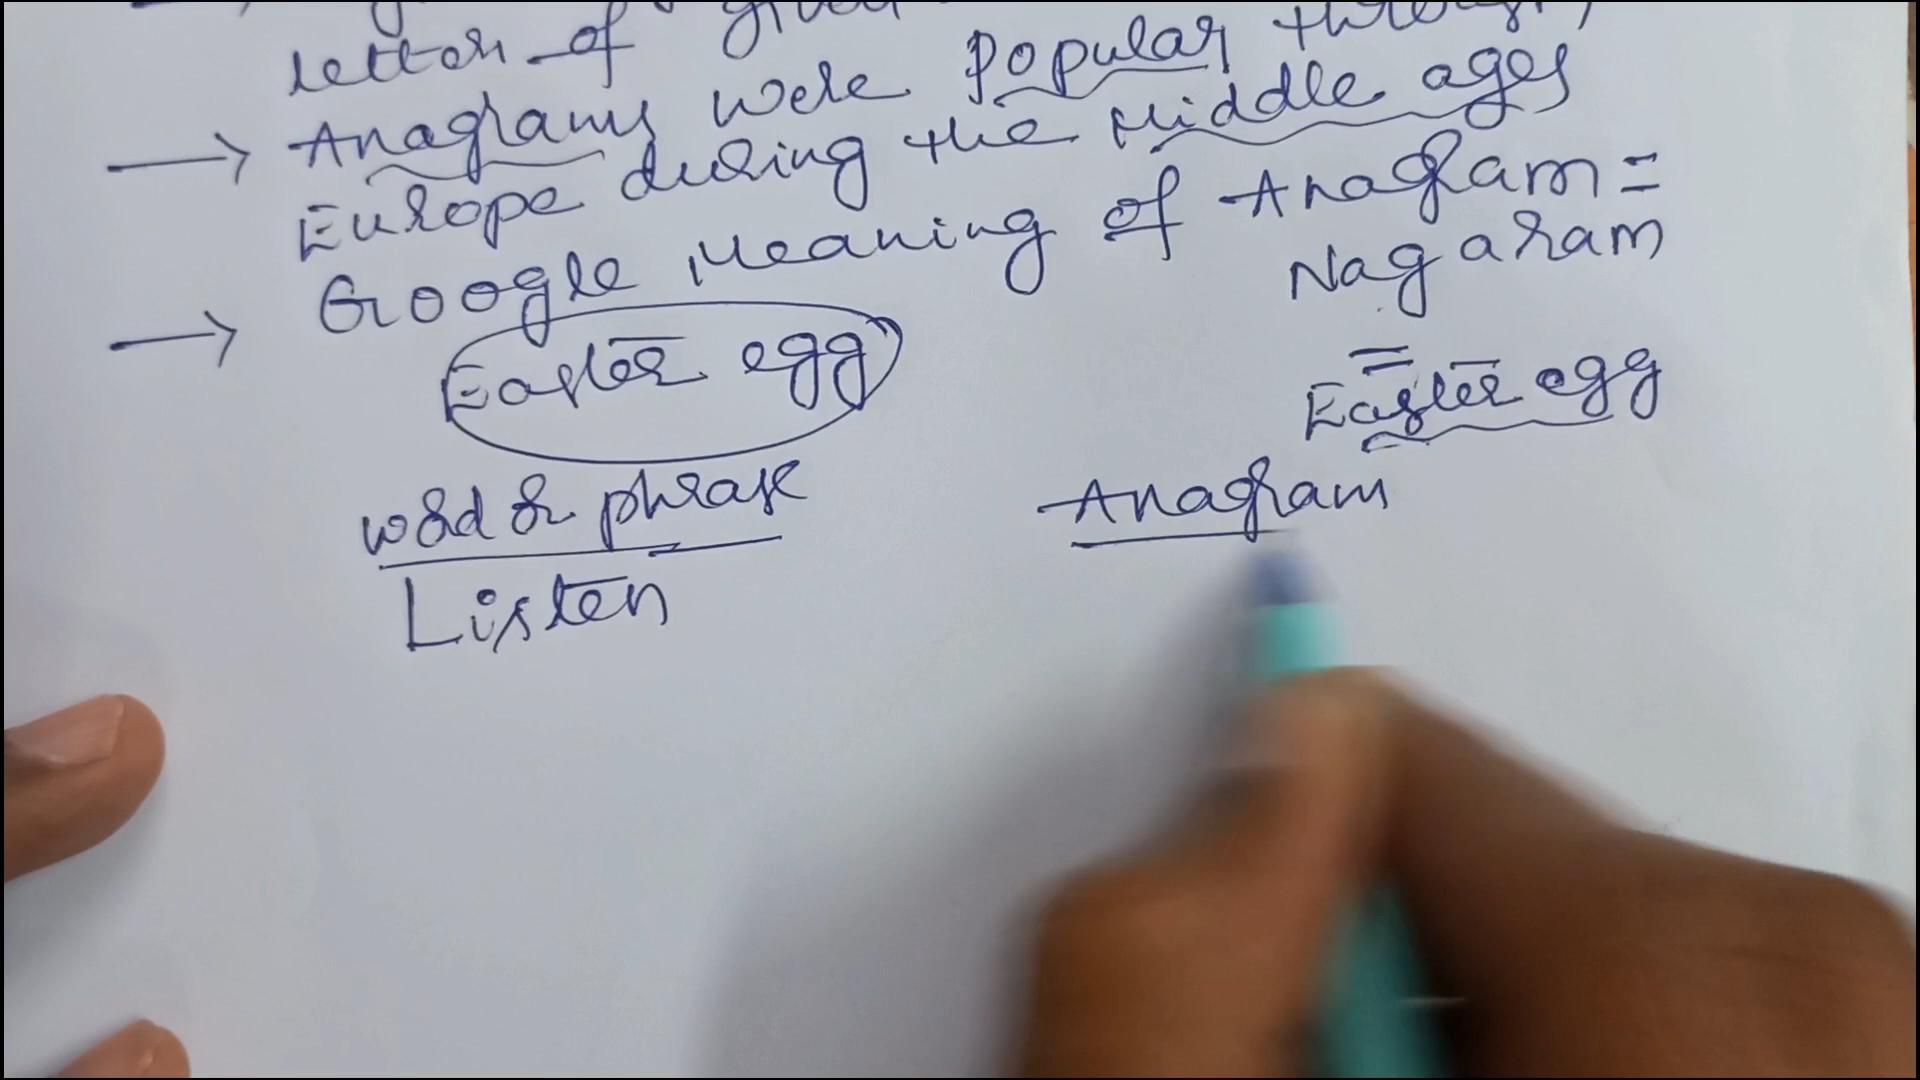 letter of given
Anagrams were popular through
Europe during the Middle ages
Google Meaning of Anagram =
Nagaram
Easter egg
= Easter egg
word or phrase
Anagram
Listen